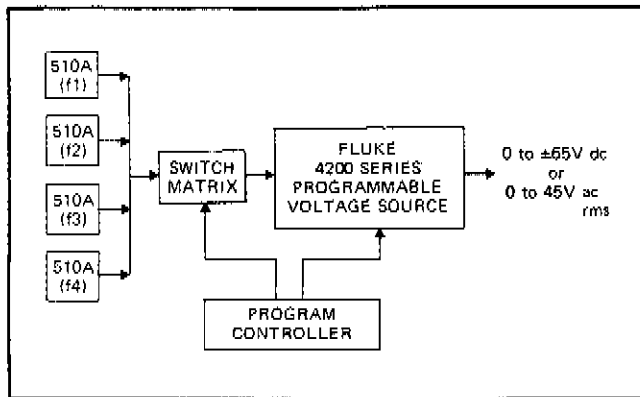 510A
(f1)
510A
(f2)
510A
(f3)
510A
(f4)
SWITCH
MATRIX
FLUKE
4200 SERIES
PROGRAMMABLE
VOLTAGE SOURCE
0 to ±65V dc
or
0 to 45V ac
rms
PROGRAM
CONTROLLER